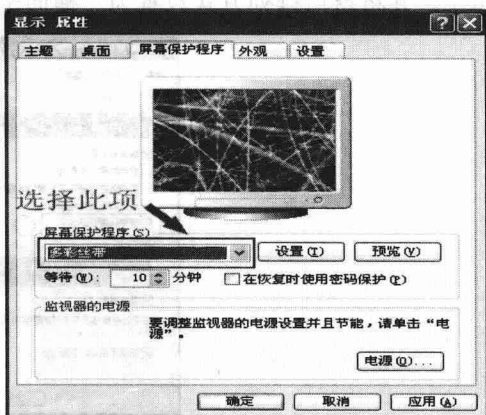 显示 属性
主题 桌面 屏幕保护程序 外观 设置
选择此项
屏幕保护程序(S)
多彩丝带 设置(T) 预览(V)
等待(W): 10 分钟 在恢复时使用密码保护(P)
监视器的电源
要调整监视器的电源设置并且节能,请单击“电
源”。
电源(O)...
确定 取消 应用(A)